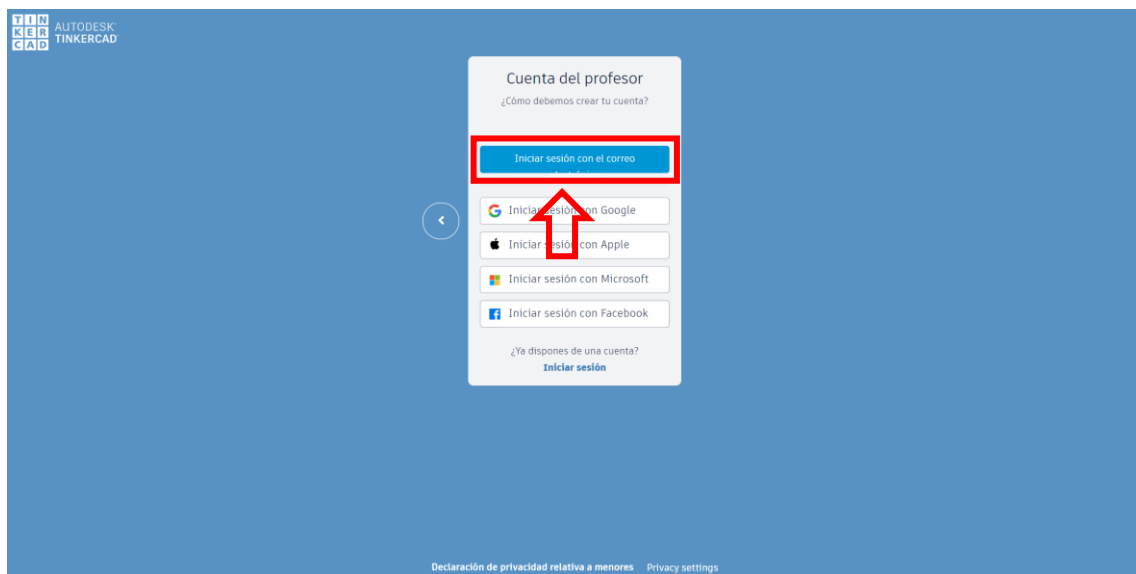 TIN
KER
CAD
AUTODESK
TINKERCAD
Cuenta del profesor
¿Cómo debemos crear tu cuenta?
Iniciar sesión con el correo
Iniciar sesión con Google
Iniciar sesión con Apple
Iniciar sesión con Microsoft
Iniciar sesión con Facebook
¿Ya dispones de una cuenta?
Iniciar sesión
Declaración de privacidad relativa a menores Privacy settings